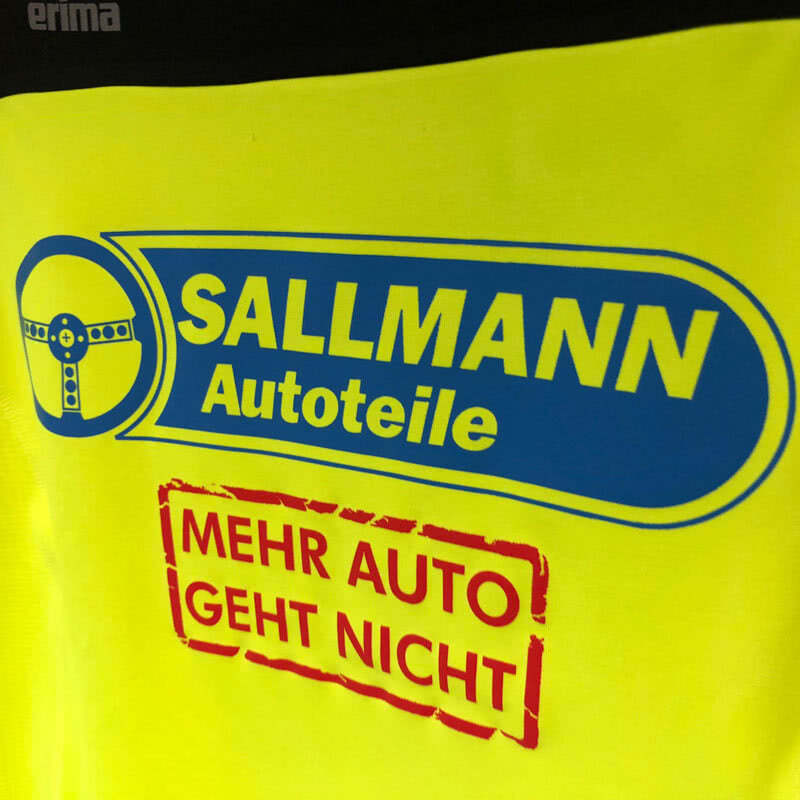 erima
SALLMANN
Autoteile
MEHR AUTO
GEHT NICHT